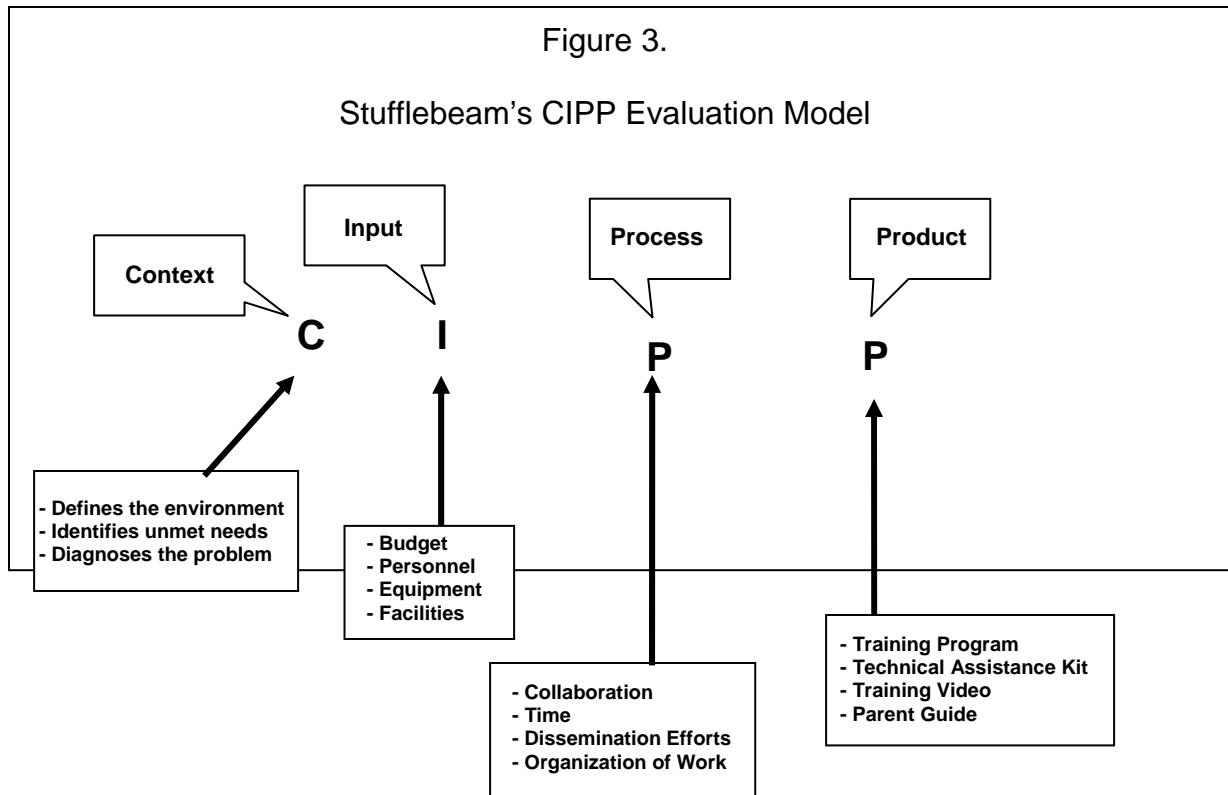 Figure 3.
Stufflebeam’s CIPP Evaluation Model
Context
Input
Process
Product
C
I
P
P
- Defines the environment
- Identifies unmet needs
- Diagnoses the problem
- Budget
- Personnel
- Equipment
- Facilities
- Collaboration
- Time
- Dissemination Efforts
- Organization of Work
- Training Program
- Technical Assistance Kit
- Training Video
- Parent Guide